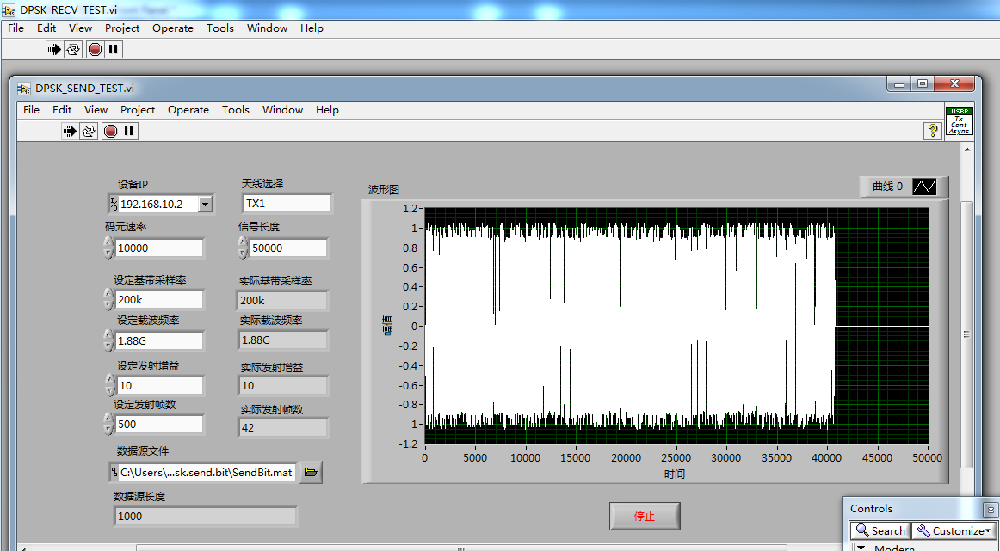 DPSK_RECV_TEST.vi
File Edit View Project Operate Tools Window Help
DPSK_SEND_TEST.vi
File Edit View Project Operate Tools Window Help
USRP
Tx
Cont
Async
设备IP
192.168.10.2
天线选择
TX1
码元速率
10000
信号长度
50000
设定基带采样率
200k
实际基带采样率
200k
设定载波频率
1.88G
实际载波频率
1.88G
设定发射增益
10
实际发射增益
10
设定发射帧数
500
实际发射帧数
42
数据源文件
C:\Users\...sk.send.bit\SendBit.mat
数据源长度
1000
波形图
曲线 0
幅值
1.2
1
0.8
0.6
0.4
0.2
0
-0.2
-0.4
-0.6
-0.8
-1
-1.2
0 5000 10000 15000 20000 25000 30000 35000 40000 45000 50000
时间
停止
Controls
Search Customize
Modern